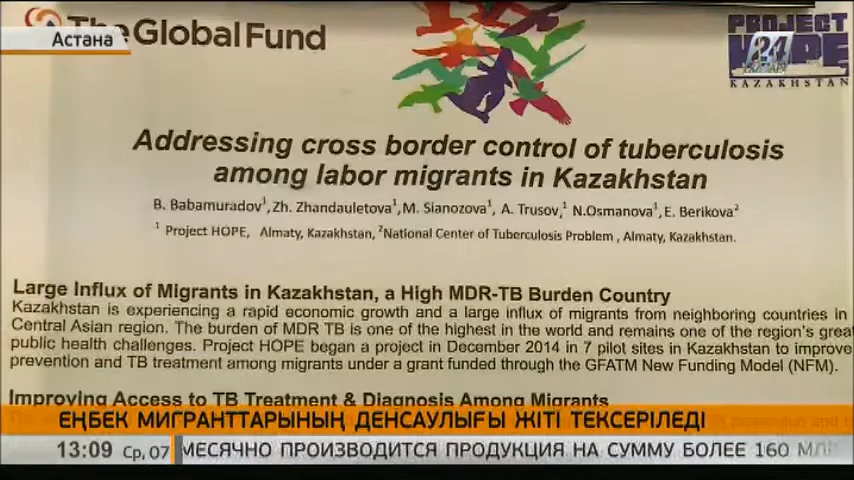 The Global Fund
Астана
PROJECT
HOPE
24
KAZAKHSTAN
Addressing cross border control of tuberculosis
among labor migrants in Kazakhstan
B. Babamuradov¹, Zh. Zhandauletova¹, M. Sianozova¹, A. Trusov,¹ N.Osmanova¹, E. Berikova²
¹ Project HOPE, Almaty, Kazakhstan, ²National Center of Tuberculosis Problem , Almaty, Kazakhstan.
Large Influx of Migrants in Kazakhstan, a High MDR-TB Burden Country
Kazakhstan is experiencing a rapid economic growth and a large influx of migrants from neighboring countries in
Central Asian region. The burden of MDR TB is one of the highest in the world and remains one of the region's grea
public health challenges. Project HOPE began a project in December 2014 in 7 pilot sites in Kazakhstan to improve
prevention and TB treatment among migrants under a grant funded through the GFATM New Funding Model (NFM).
Improving Access to TB Treatment & Diagnosis Among Migrants
ЕҢБЕК МИГРАНТТАРЫНЫҢ ДЕНСАУЛЫҒЫ ЖІТІ ТЕКСЕРІЛЕДІ
13:09 Ср, 07 МЕСЯЧНО ПРОИЗВОДИТСЯ ПРОДУКЦИЯ НА СУММУ БОЛЕЕ 160 МЛН